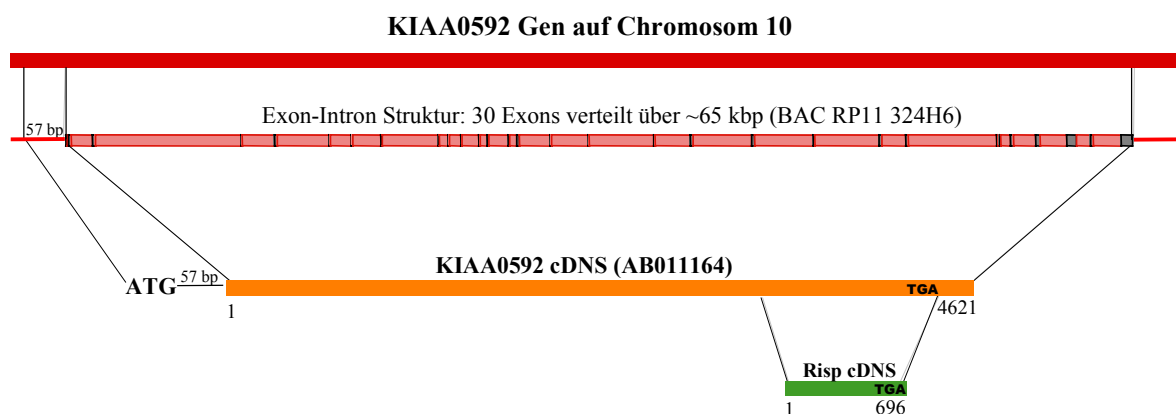 KIAA0592 Gen auf Chromosom 10
Exon-Intron Struktur: 30 Exons verteilt über ~65 kbp (BAC RP11 324H6)
57 bp
KIAA0592 cDNS (AB011164)
ATG 57 bp
TGA
1 4621
Risp cDNS
TGA
1 696